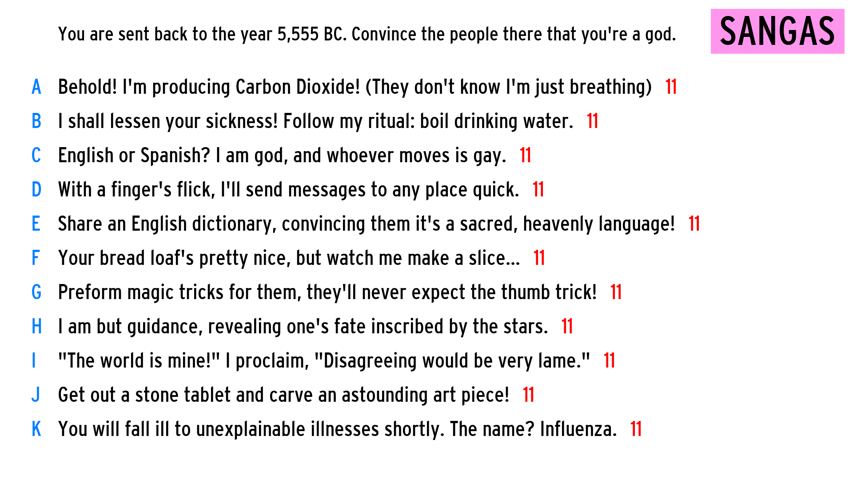 You are sent back to the year 5,555 BC. Convince the people there that you're a god.
SANGAS
A Behold! I'm producing Carbon Dioxide! (They don't know I'm just breathing) 11
B I shall lessen your sickness! Follow my ritual: boil drinking water. 11
C English or Spanish? I am god, and whoever moves is gay. 11
D With a finger's flick, I'll send messages to any place quick. 11
E Share an English dictionary, convincing them it's a sacred, heavenly language! 11
F Your bread loaf's pretty nice, but watch me make a slice... 11
G Preform magic tricks for them, they'll never expect the thumb trick! 11
H I am but guidance, revealing one's fate inscribed by the stars. 11
I "The world is mine!" I proclaim, "Disagreeing would be very lame." 11
J Get out a stone tablet and carve an astounding art piece! 11
K You will fall ill to unexplainable illnesses shortly. The name? Influenza. 11